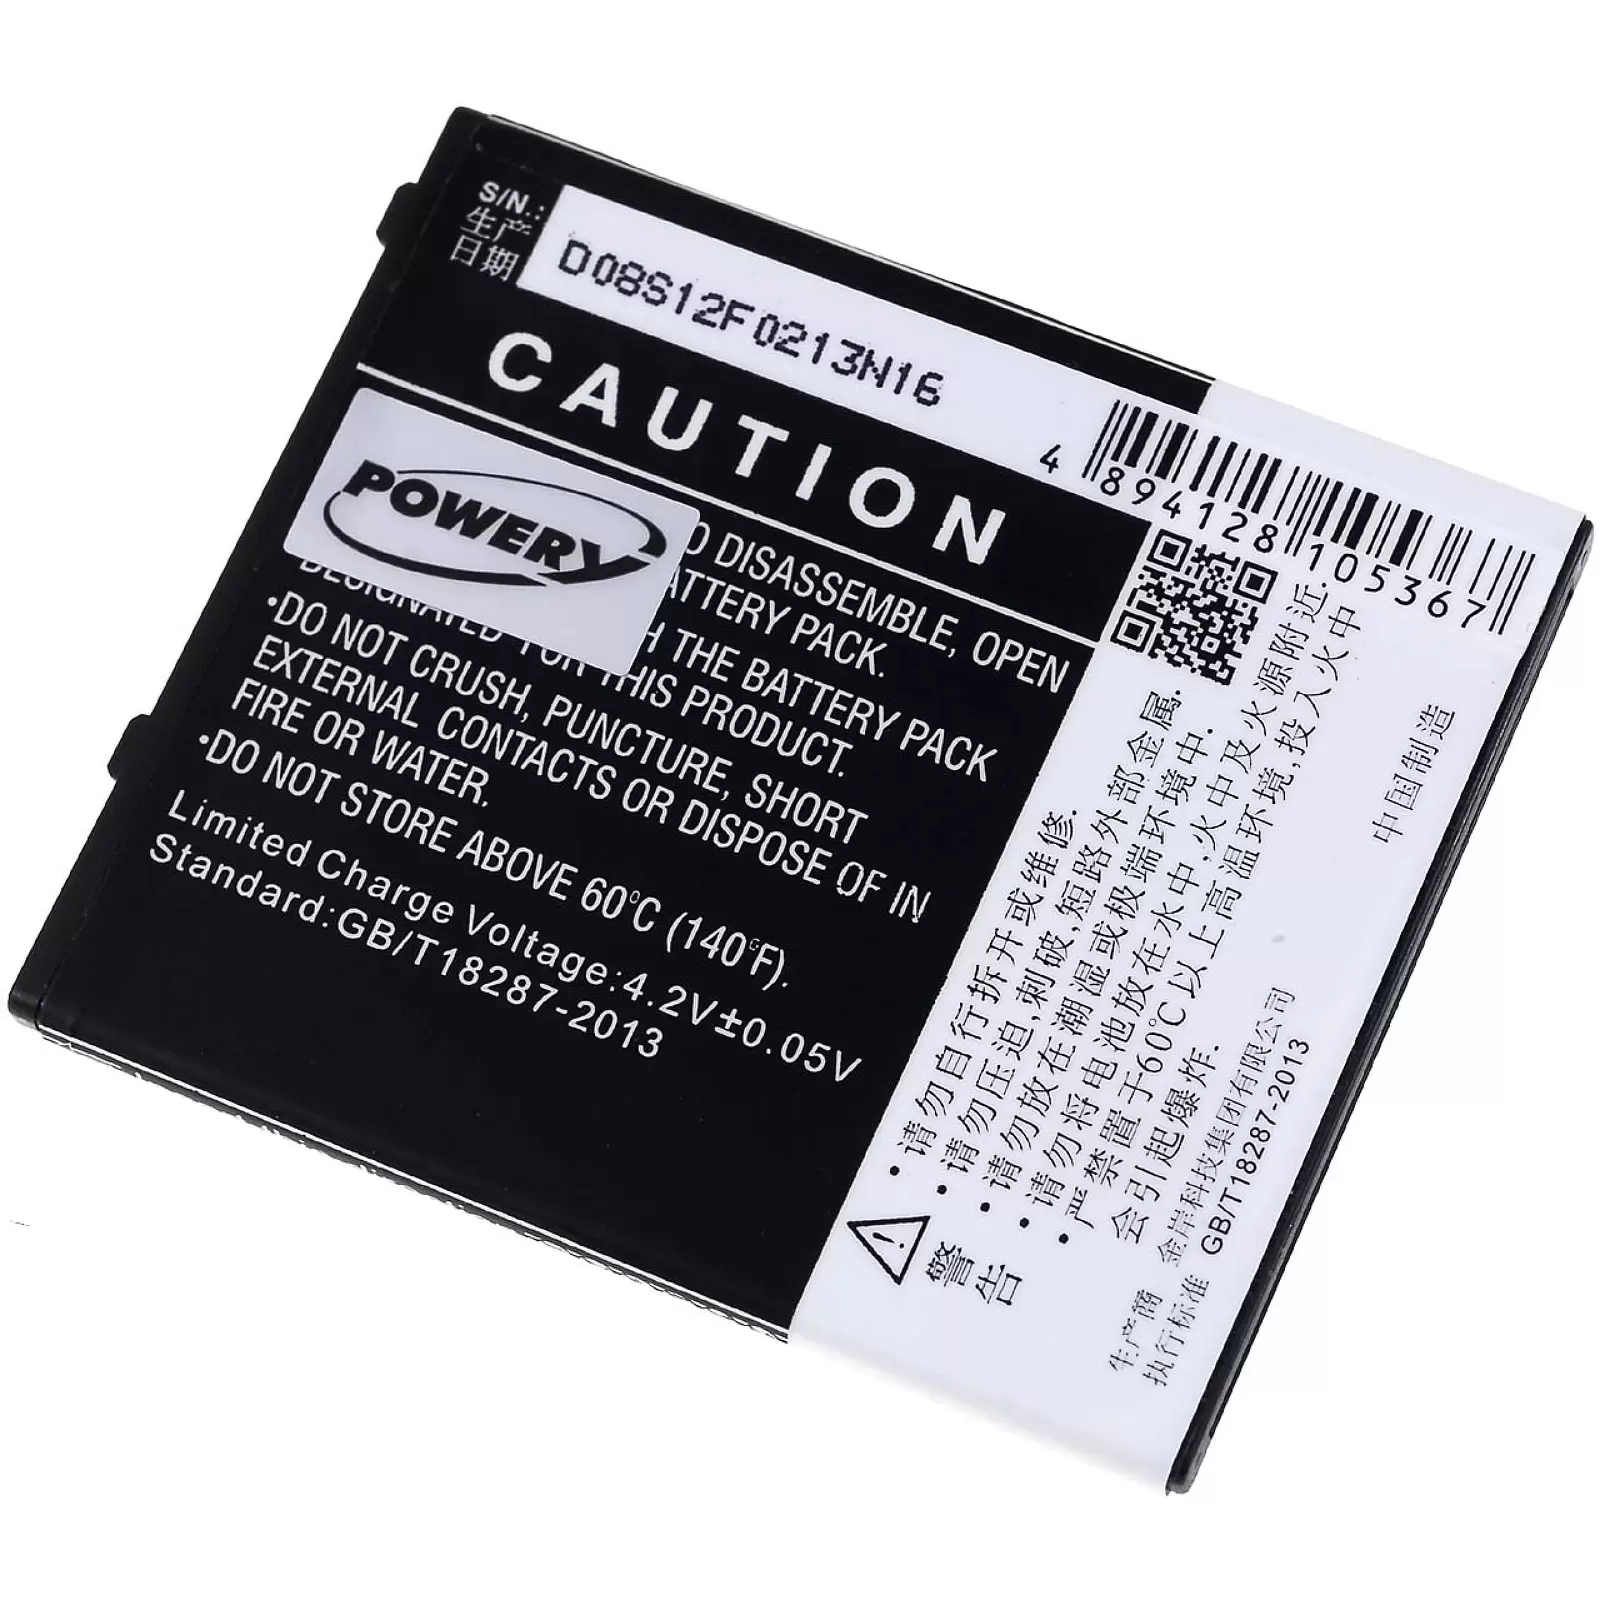 S/N.:
生产
日期
D08S12F0213N16
CAUTION
POWERY
O DISASSEMBLE, OPEN
ATTERY PACK.
H THE BATTERY PACK
DESIGNATED FOR THIS PRODUCT.
•DO NOT CRUSH, PUNCTURE, SHORT
EXTERNAL CONTACTS OR DISPOSE OF IN
FIRE OR WATER.
•DO NOT STORE ABOVE 60°C (140°F).
Limited Charge Voltage:4.2V±0.05V
Standard:GB/T18287-2013
4 894128 105367
警告
•请勿自行拆开或维修.
•请勿压迫,刺破,短路外部金属.
•请勿放在潮湿或极端环境中.
•请勿将电池放在水中,火中及火源附近.
•严禁置于60℃以上高温环境,投入火中
会引起爆炸.
生产商 金岸科技集团有限公司
执行标准 GB/T18287-2013
中国制造